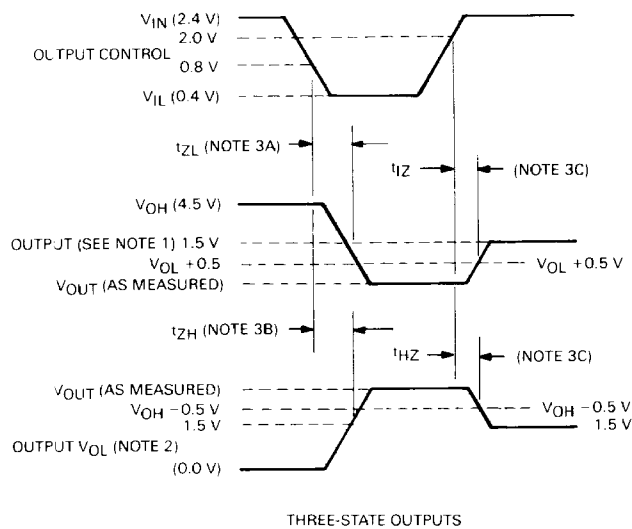 VIN (2.4 V)
2.0 V
OUTPUT CONTROL
0.8 V
VIL (0.4 V)
tZL (NOTE 3A)
tIZ
(NOTE 3C)
VOH (4.5 V)
OUTPUT (SEE NOTE 1) 1.5 V
VOL +0.5
VOL +0.5 V
VOUT (AS MEASURED)
tZH (NOTE 3B)
tHZ
(NOTE 3C)
VOUT (AS MEASURED)
VOH −0.5 V
VOH −0.5 V
1.5 V
1.5 V
OUTPUT VOL (NOTE 2)
(0.0 V)
THREE-STATE OUTPUTS